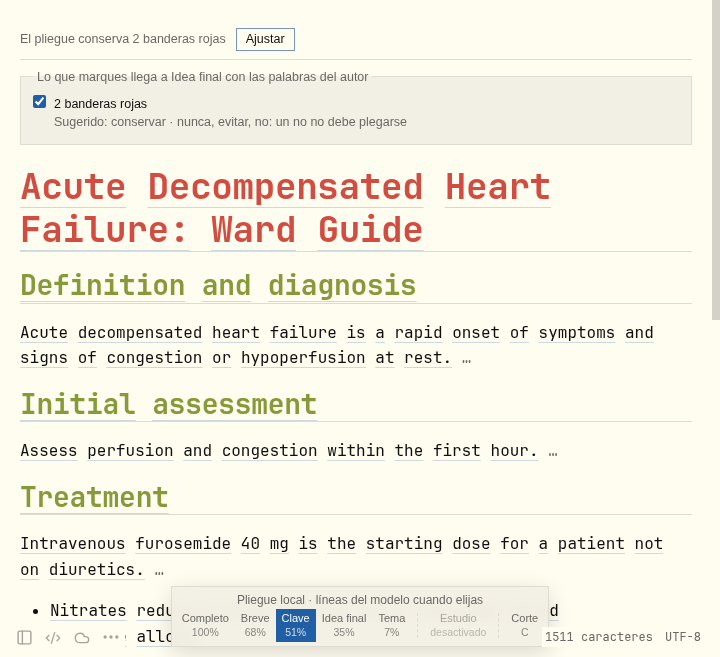 El pliegue conserva 2 banderas rojas Ajustar
Lo que marques llega a Idea final con las palabras del autor
2 banderas rojas
Sugerido: conservar · nunca, evitar, no: un no no debe plegarse
Acute Decompensated Heart
Failure: Ward Guide
Definition and diagnosis
Acute decompensated heart failure is a rapid onset of symptoms and
signs of congestion or hypoperfusion at rest. …
Initial assessment
Assess perfusion and congestion within the first hour. …
Treatment
Intravenous furosemide 40 mg is the starting dose for a patient not
on diuretics. …
Nitrates
Pliegue local · líneas del modelo cuando elijas
Completo Breve Clave Idea final Tema Estudio Corte
100% 68% 51% 35% 7% desactivado C
1511 caracteres UTF-8